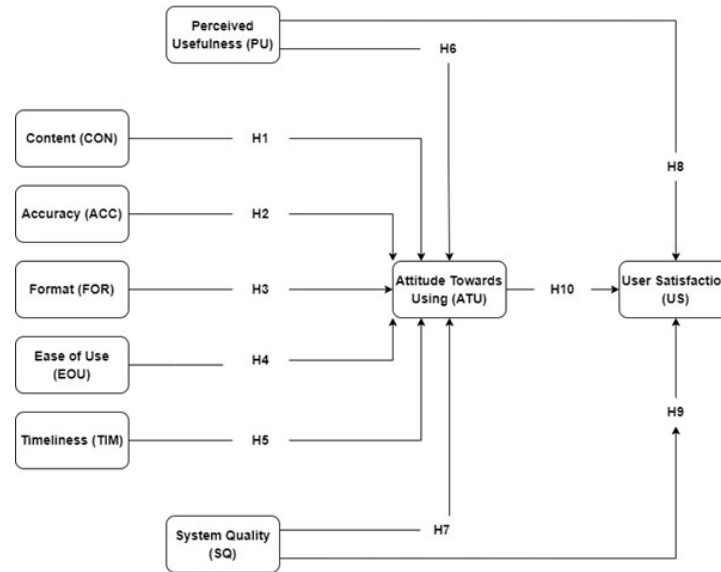 Perceived
Usefulness (PU)
H6
Content (CON)
H1
H8
Accuracy (ACC)
H2
Format (FOR)
H3
Attitude Towards
Using (ATU)
H10
User Satisfaction
(US)
Ease of Use
(EOU)
H4
H9
Timeliness (TIM)
H5
System Quality
(SQ)
H7